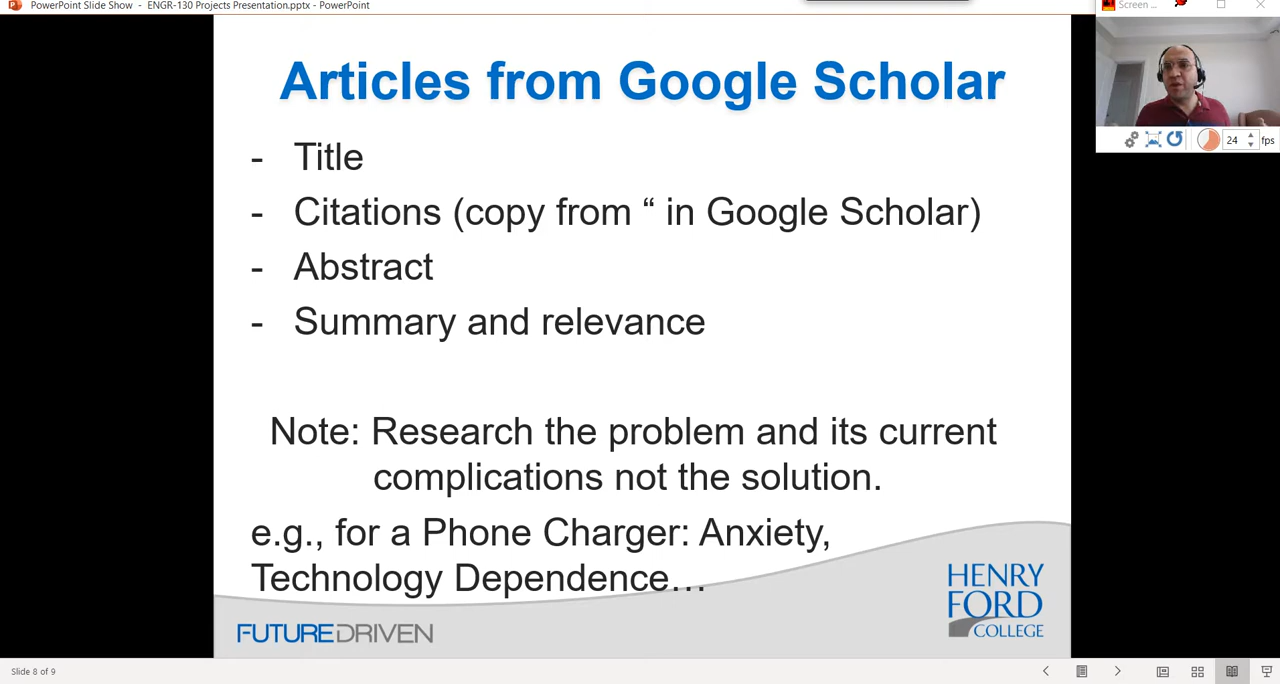 PowerPoint Slide Show - ENGR-130 Projects Presentation.pptx - PowerPoint
Screen ...
Articles from Google Scholar
- Title
- Citations (copy from “ in Google Scholar)
- Abstract
- Summary and relevance
Note: Research the problem and its current
complications not the solution.
e.g., for a Phone Charger: Anxiety,
Technology Dependence...
24 fps
HENRY
FORD
COLLEGE
FUTUREDRIVEN
Slide 8 of 9